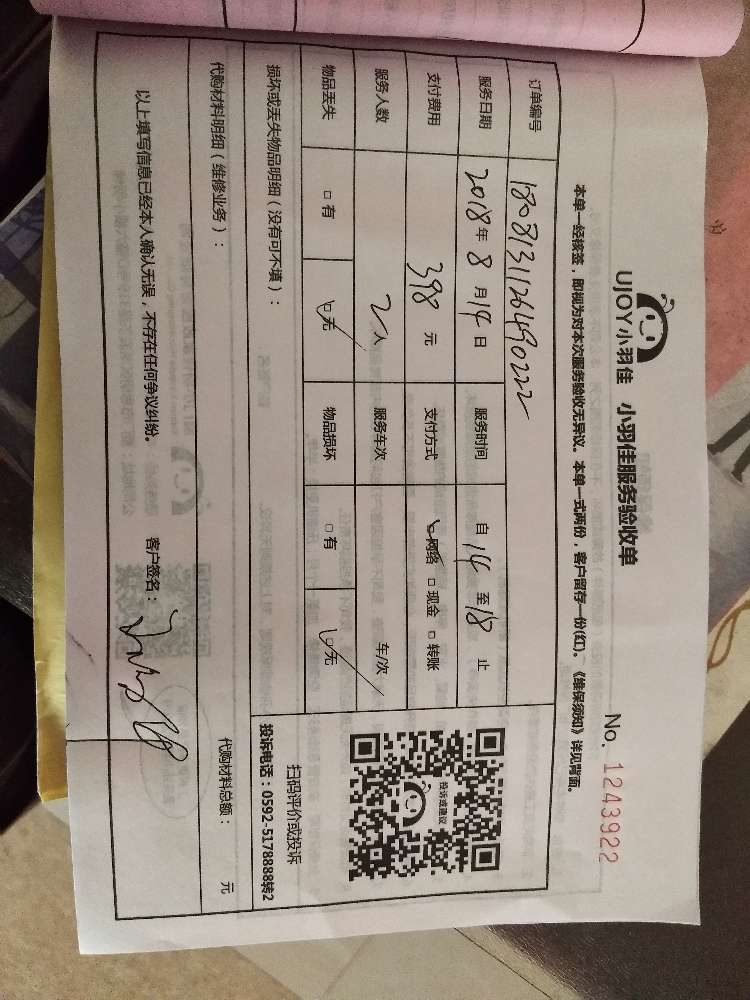 UJOY小羽佳 小羽佳服务验收单
No. 1243922
本单一经核签，即视为对本次服务验收无异议。本单一式两份，客户留存一份(红)。《维保须知》详见背面。
订单编号 1808131126490222
服务日期 2018年8月14日 服务时间 自14至18止
支付费用 398元 支付方式 □网络 □现金 □转账
服务人数 2人 服务车次 车/次
物品丢失 □有 □无 物品损坏 □有 □无
投诉或建议
扫码评价或投诉
投诉电话：0592-5178888转2
损坏或丢失物品明细（没有可不填）：
代购材料明细（维修业务）： 代购材料总额： 元
以上填写信息已经本人确认无误，不存在任何争议纠纷。 客户签名：